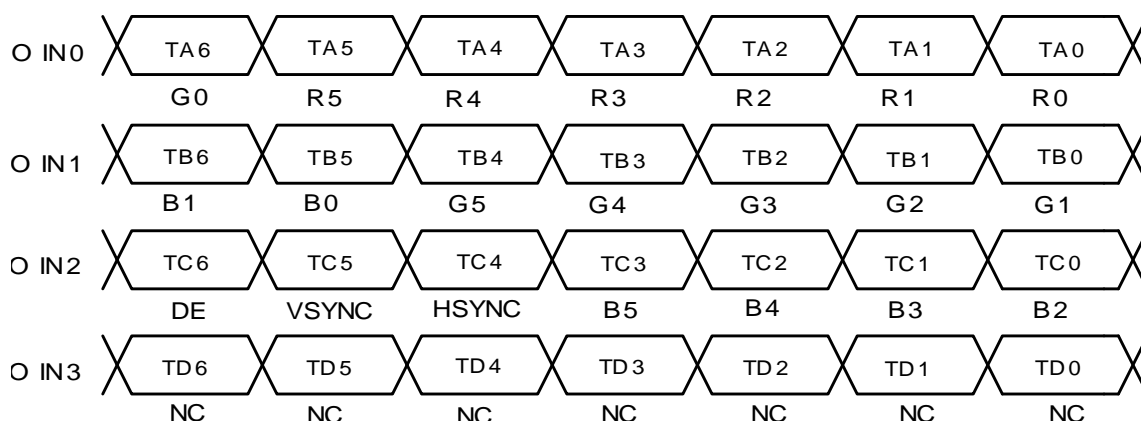 O IN0 TA6 TA5 TA4 TA3 TA2 TA1 TA0
G0 R5 R4 R3 R2 R1 R0
O IN1 TB6 TB5 TB4 TB3 TB2 TB1 TB0
B1 B0 G5 G4 G3 G2 G1
O IN2 TC6 TC5 TC4 TC3 TC2 TC1 TC0
DE VSYNC HSYNC B5 B4 B3 B2
O IN3 TD6 TD5 TD4 TD3 TD2 TD1 TD0
NC NC NC NC NC NC NC